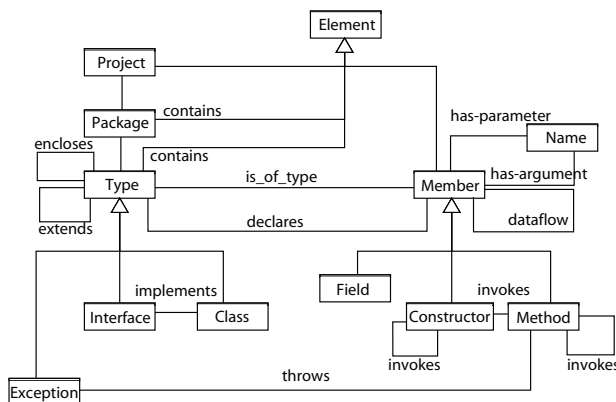 Element
Project
contains
has-parameter
Package
Name
encloses
contains
has-argument
Type
is_of_type
Member
extends
declares
dataflow
Field
implements
invokes
Interface
Class
Constructor
Method
invokes
invokes
throws
Exception